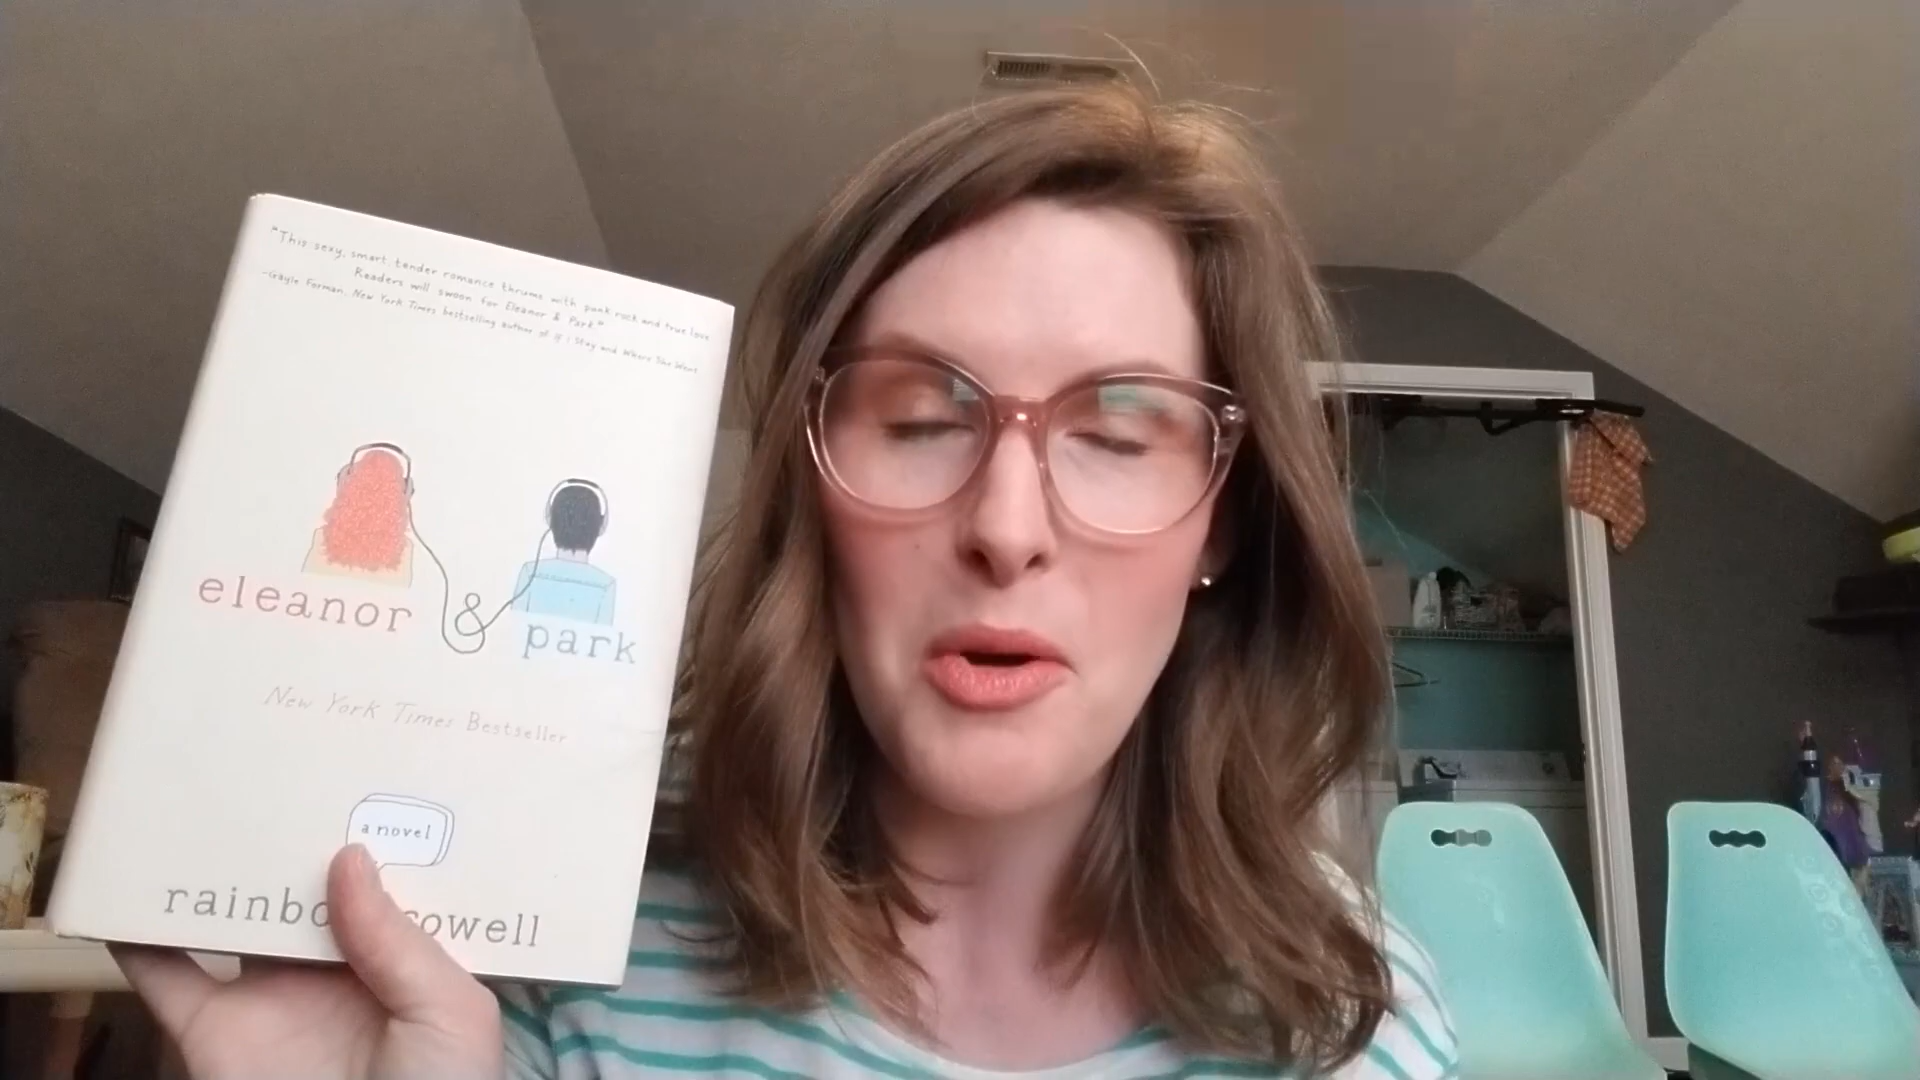 "This sexy, smart, tender romance thrums with punk rock and true love.
Readers will swoon for Eleanor & Park"
-Gayle Forman, New York Times bestselling author of If I Stay and Where She Went
eleanor & park
New York Times Bestseller
a novel
rainbo owell